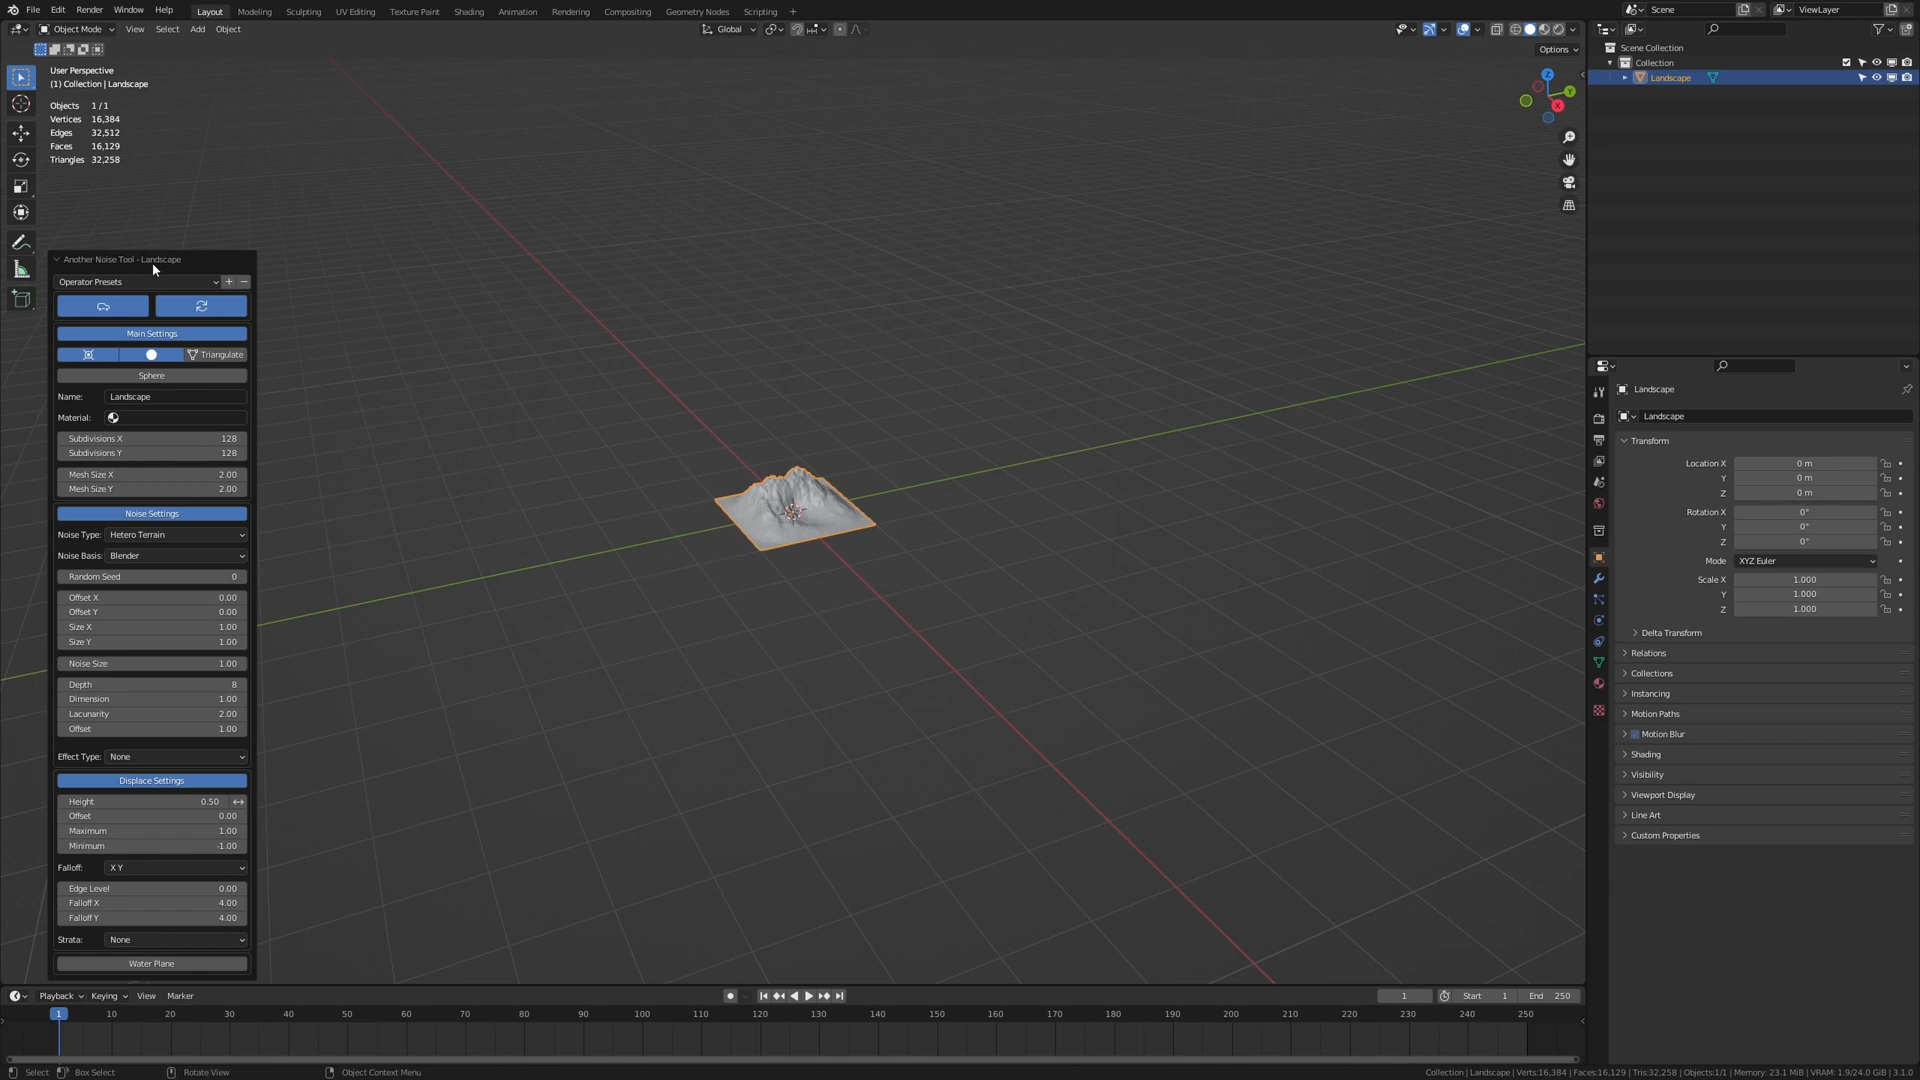 File Edit Render Window Help Layout Modeling Sculpting UV Editing Texture Paint Shading Animation Rendering Compositing Geometry Nodes Scripting + Scene ViewLayer
Object Mode View Select Add Object Global
Options
User Perspective
(1) Collection | Landscape
Objects 1 / 1
Vertices 16,384
Edges 32,512
Faces 16,129
Triangles 32,258
Z
Y
X
Another Noise Tool - Landscape
Operator Presets
Main Settings
Triangulate
Sphere
Name: Landscape
Material:
Subdivisions X 128
Subdivisions Y 128
Mesh Size X 2.00
Mesh Size Y 2.00
Noise Settings
Noise Type: Hetero Terrain
Noise Basis: Blender
Random Seed 0
Offset X 0.00
Offset Y 0.00
Size X 1.00
Size Y 1.00
Noise Size 1.00
Depth 8
Dimension 1.00
Lacunarity 2.00
Offset 1.00
Effect Type: None
Displace Settings
Height 0.50
Offset 0.00
Maximum 1.00
Minimum -1.00
Falloff: X Y
Edge Level 0.00
Falloff X 4.00
Falloff Y 4.00
Strata: None
Water Plane
Scene Collection
Collection
Landscape
Landscape
Landscape
Transform
Location X 0 m
Y 0 m
Z 0 m
Rotation X 0°
Y 0°
Z 0°
Mode XYZ Euler
Scale X 1.000
Y 1.000
Z 1.000
Delta Transform
Relations
Collections
Instancing
Motion Paths
Motion Blur
Shading
Visibility
Viewport Display
Line Art
Custom Properties
Playback Keying View Marker 1 Start 1 End 250
1 10 20 30 40 50 60 70 80 90 100 110 120 130 140 150 160 170 180 190 200 210 220 230 240 250
Select Box Select Rotate View Object Context Menu Collection | Landscape | Verts:16,384 | Faces:16,129 | Tris:32,258 | Objects:1/1 | Memory: 23.1 MiB | VRAM: 1.9/24.0 GiB | 3.1.0